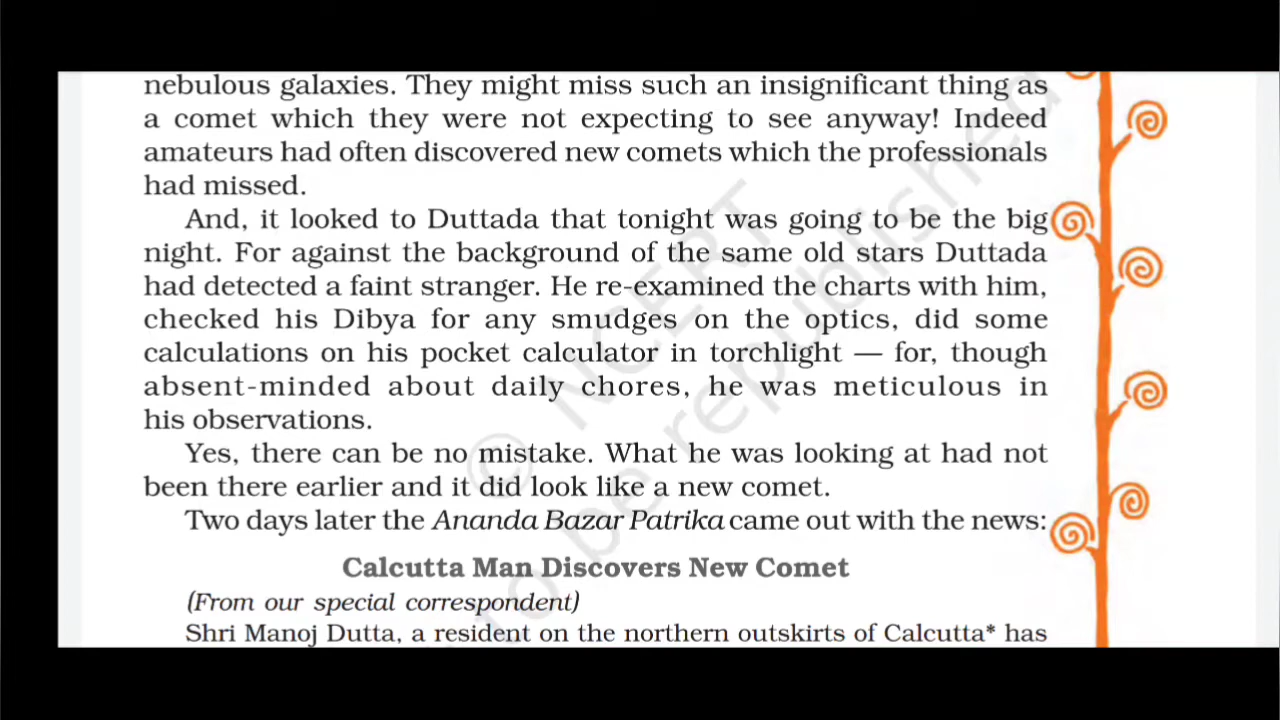 nebulous galaxies. They might miss such an insignificant thing as
a comet which they were not expecting to see anyway! Indeed
amateurs had often discovered new comets which the professionals
had missed.
And, it looked to Duttada that tonight was going to be the big
night. For against the background of the same old stars Duttada
had detected a faint stranger. He re-examined the charts with him,
checked his Dibya for any smudges on the optics, did some
calculations on his pocket calculator in torchlight — for, though
absent-minded about daily chores, he was meticulous in
his observations.
Yes, there can be no mistake. What he was looking at had not
been there earlier and it did look like a new comet.
Two days later the Ananda Bazar Patrika came out with the news:
Calcutta Man Discovers New Comet
(From our special correspondent)
Shri Manoj Dutta, a resident on the northern outskirts of Calcutta* has
© NCERT
to be republished